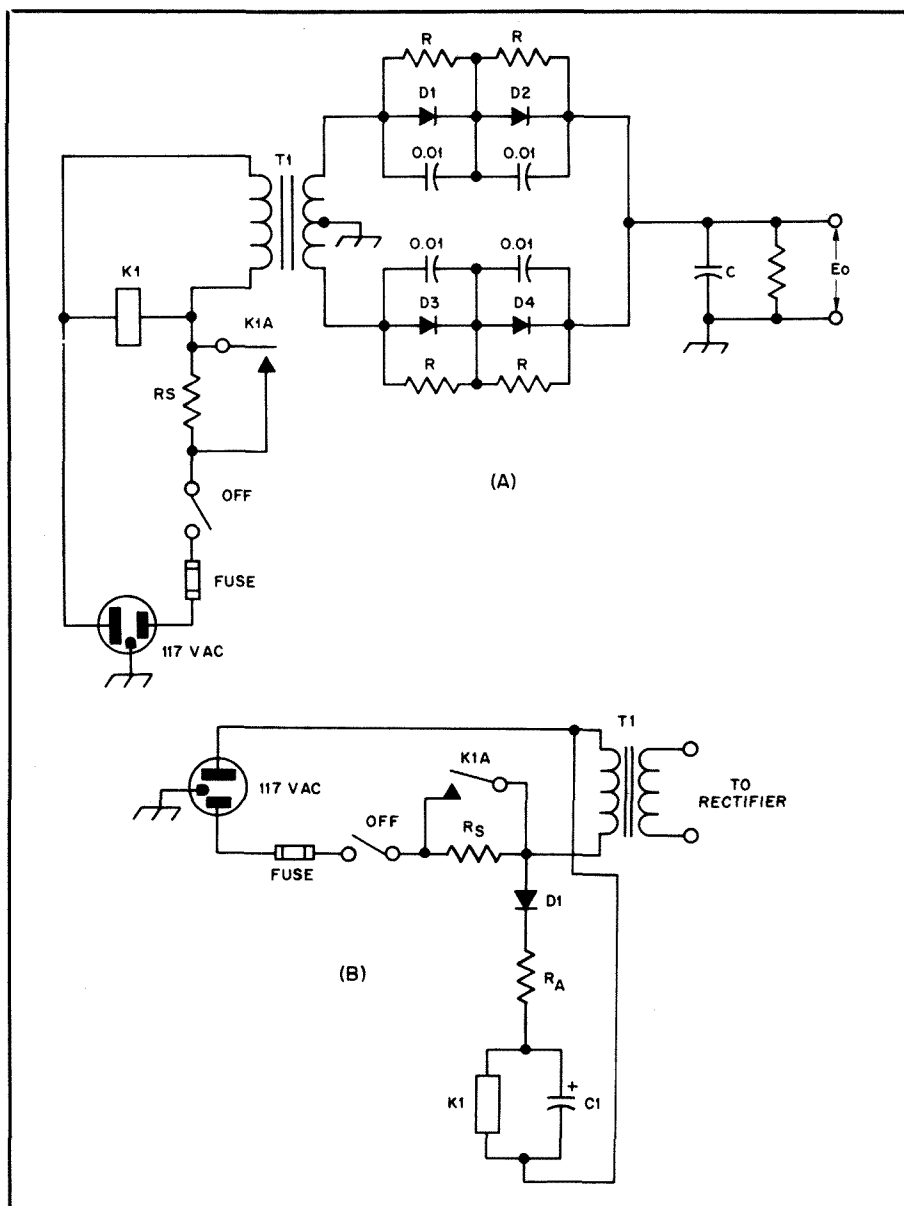 R R
D1 D2
0.01 0.01
T1
0.01 0.01
K1
D3 D4
C
Eo
K1A
R R
RS
(A)
OFF
FUSE
117 VAC
T1
K1A
117 VAC
TO
RECTIFIER
OFF
RS
FUSE
D1
(B)
RA
K1
+
C1